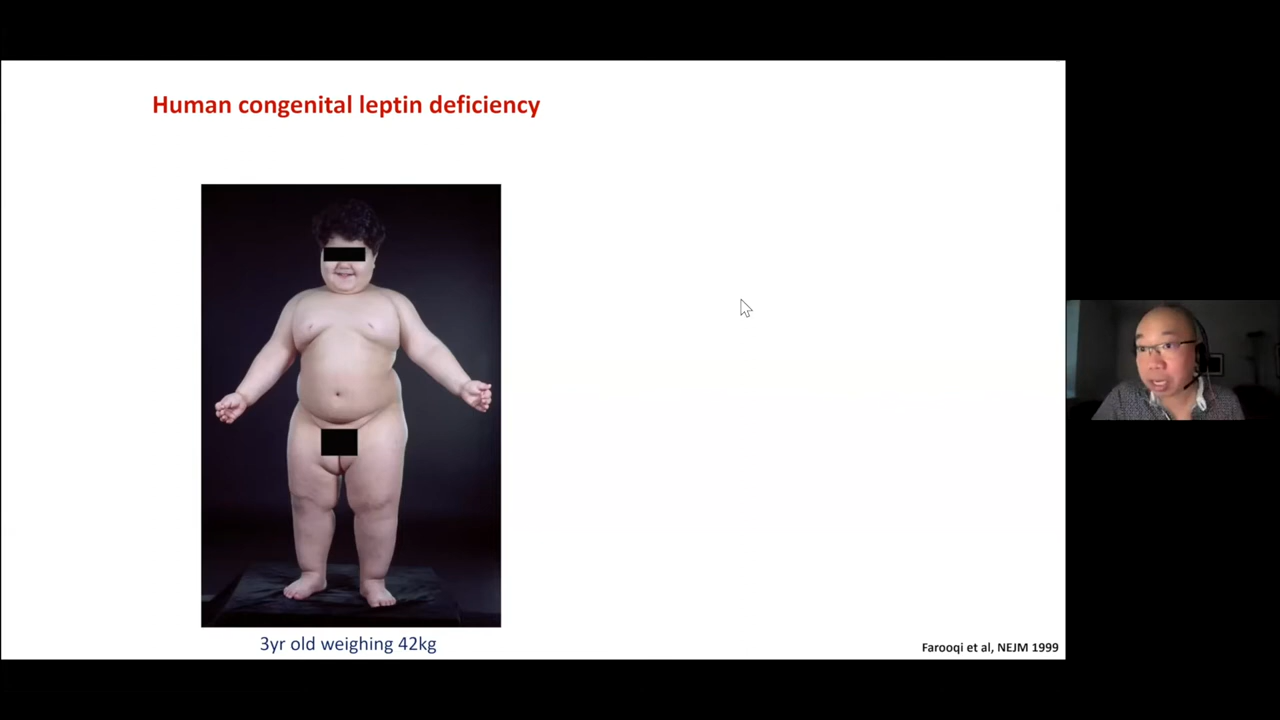 Human congenital leptin deficiency
3yr old weighing 42kg
Farooqi et al, NEJM 1999